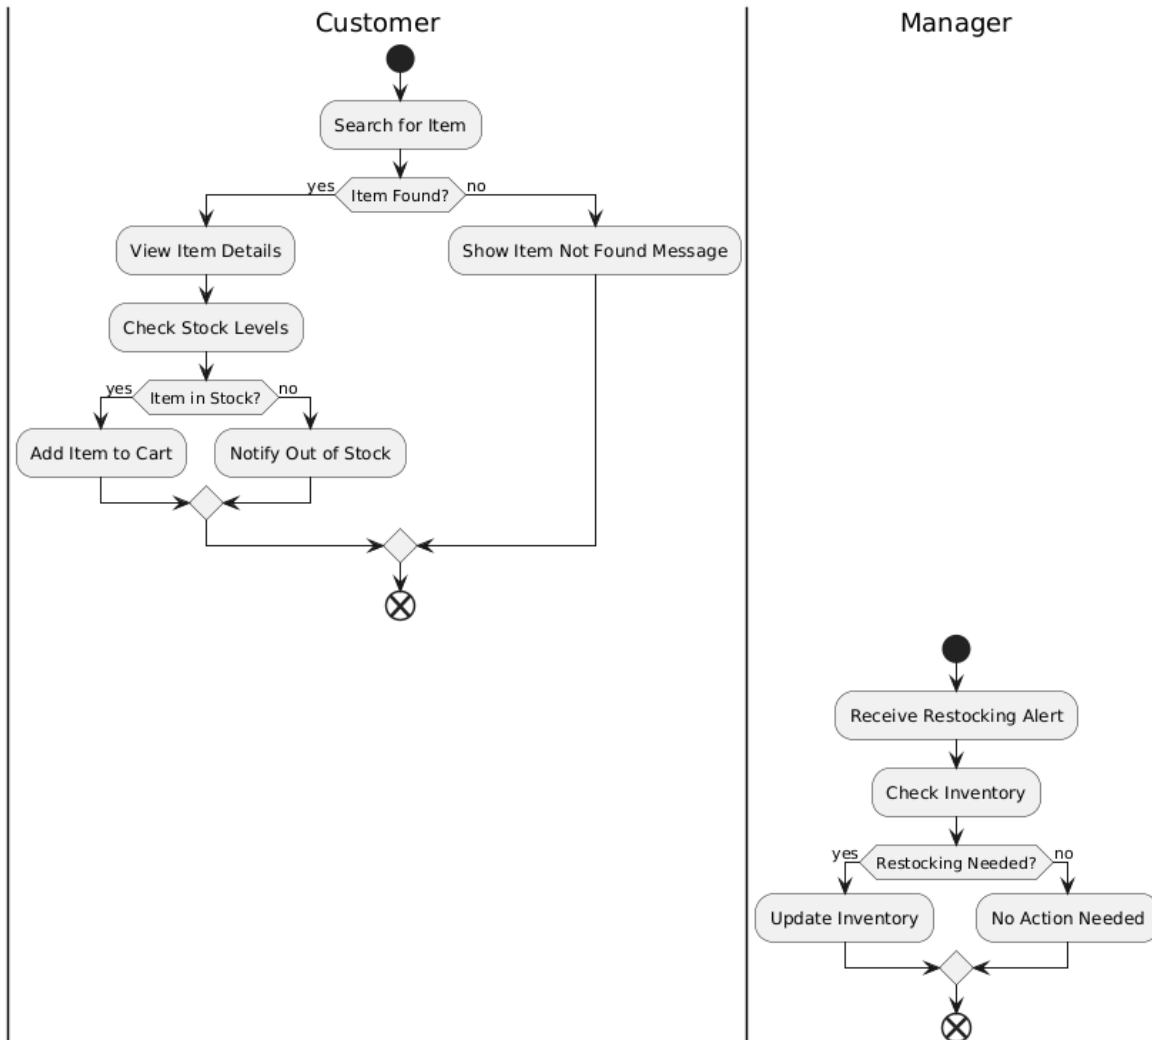 Customer
Manager
Search for Item
yes
Item Found?
no
View Item Details
Show Item Not Found Message
Check Stock Levels
yes
Item in Stock?
no
Add Item to Cart
Notify Out of Stock
Receive Restocking Alert
Check Inventory
yes
Restocking Needed?
no
Update Inventory
No Action Needed